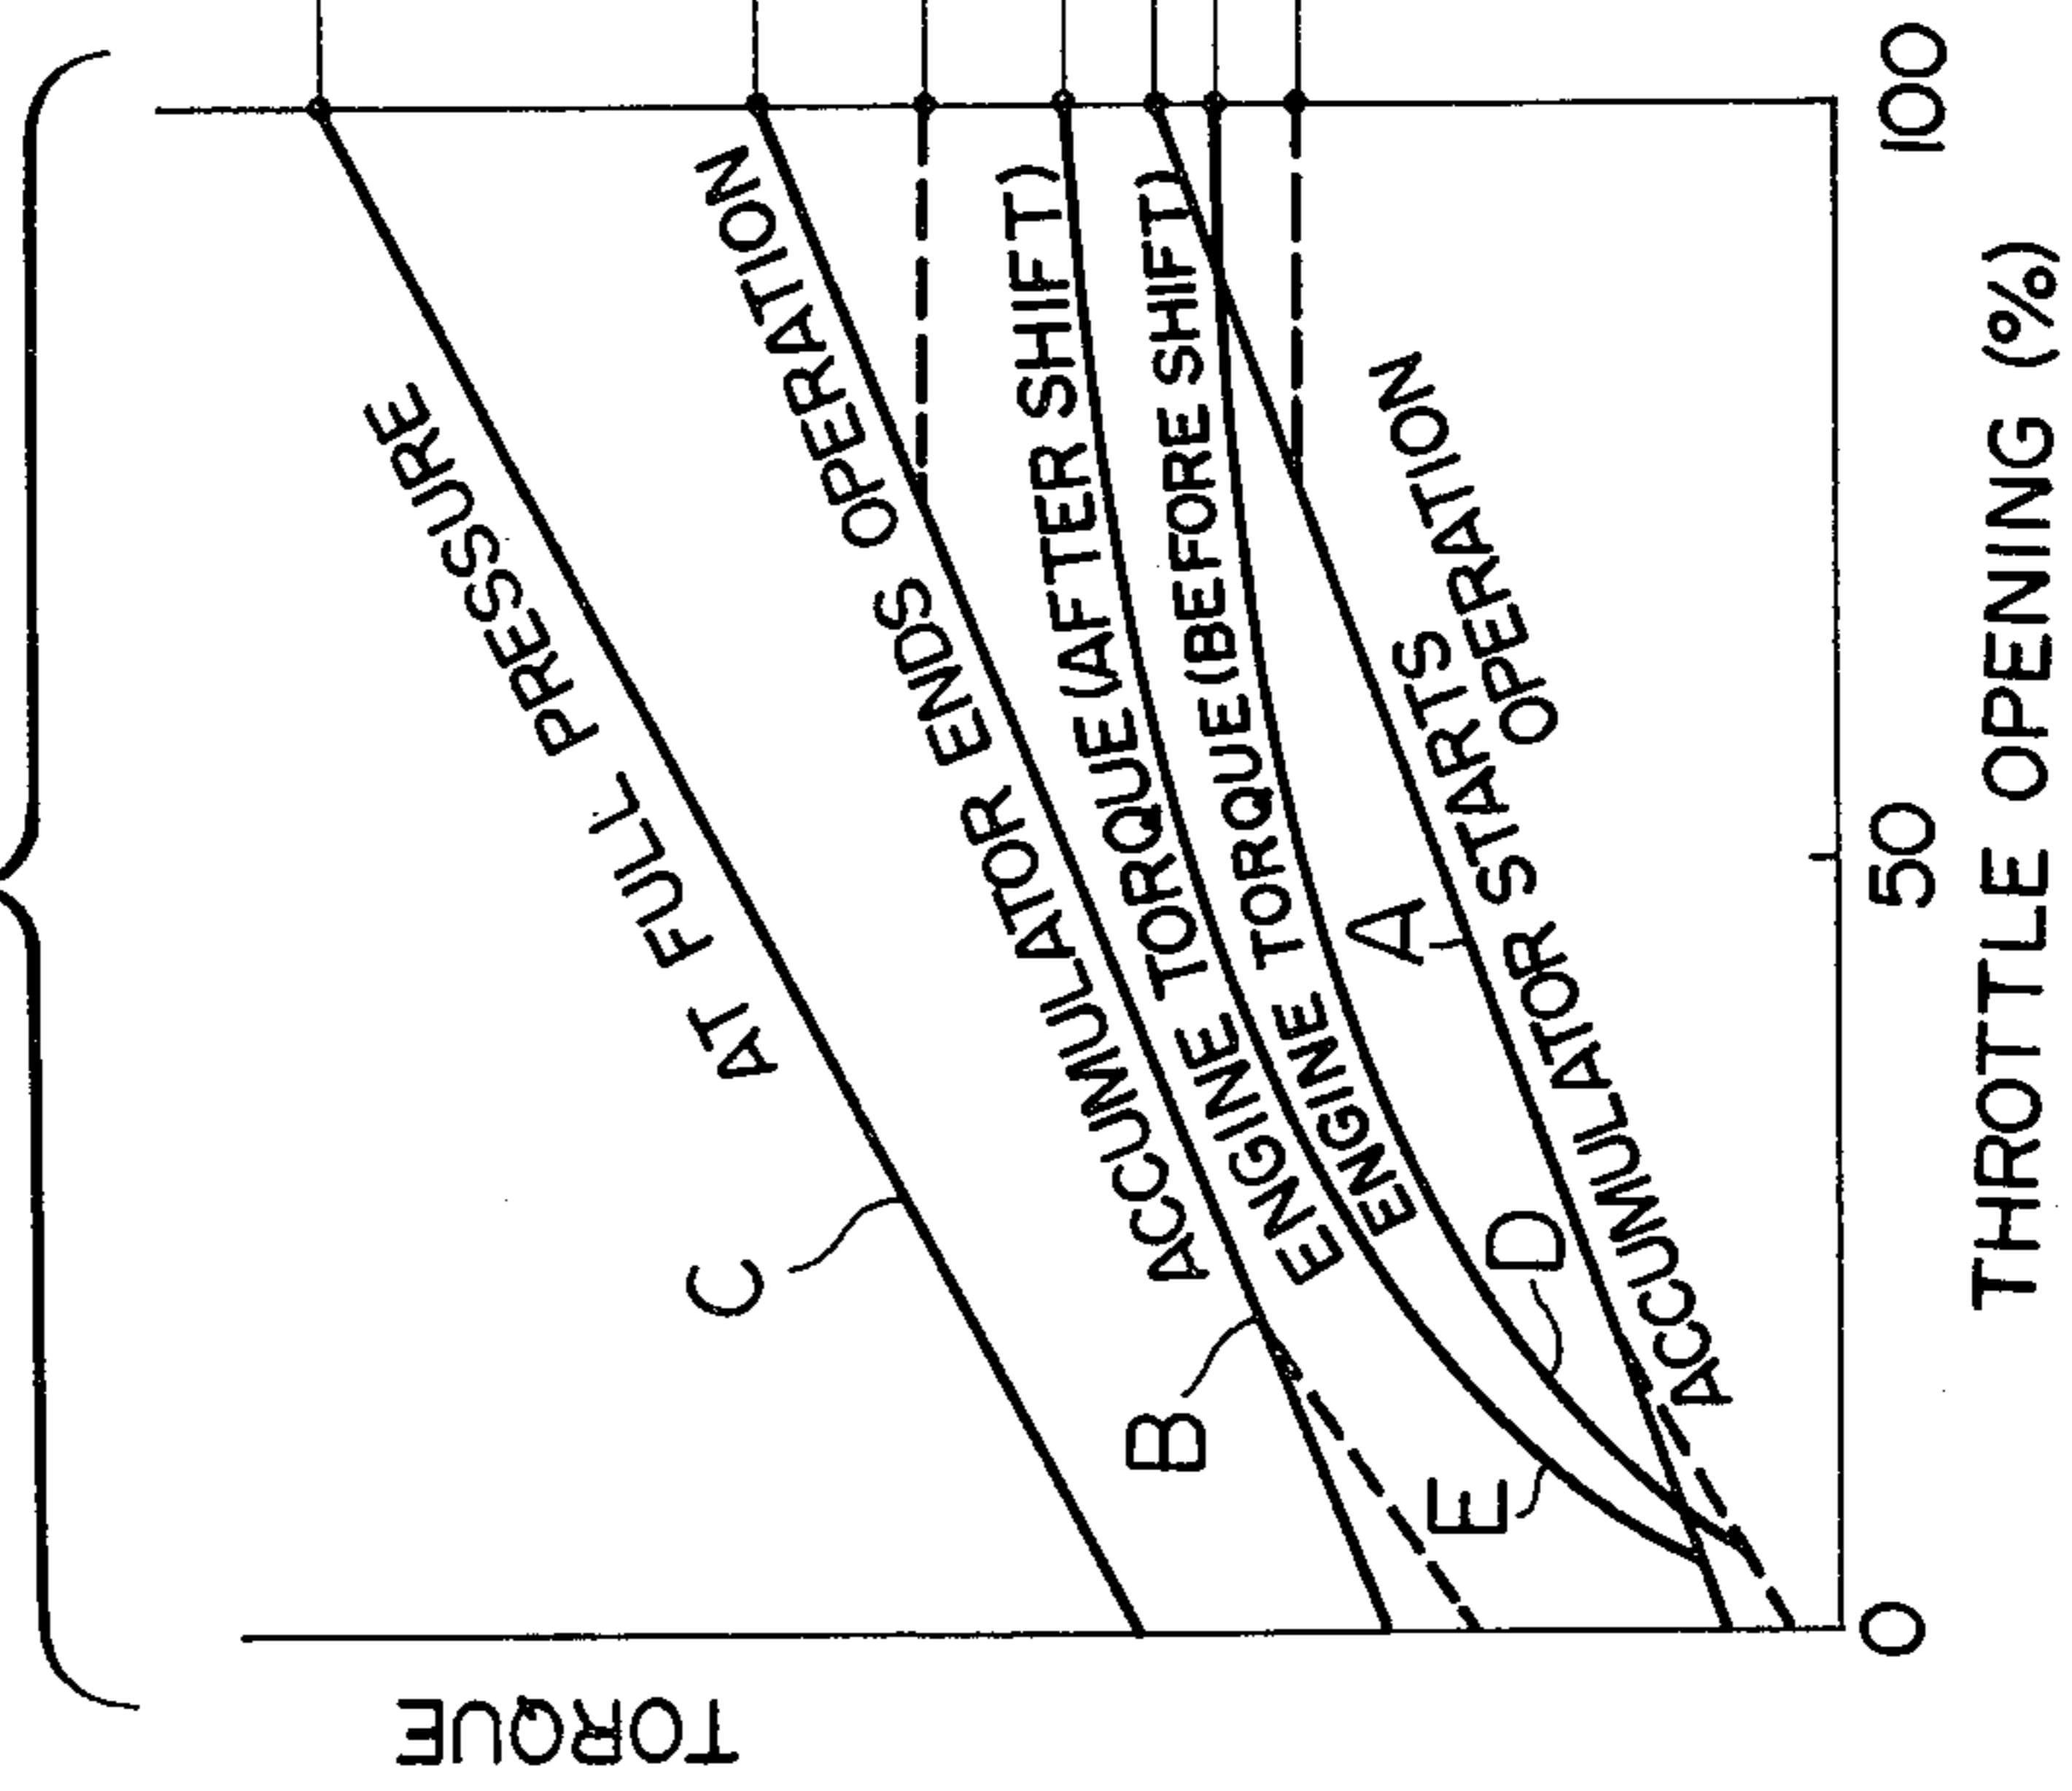 TORQUE
AT FULL PRESSURE
C
ACCUMULATOR ENDS OPERATION
B
ENGINE TORQUE (AFTER SHIFT)
E
ENGINE TORQUE (BEFORE SHIFT)
D
A
ACCUMULATOR STARTS
OPERATION
0
50
100
THROTTLE OPENING (%)